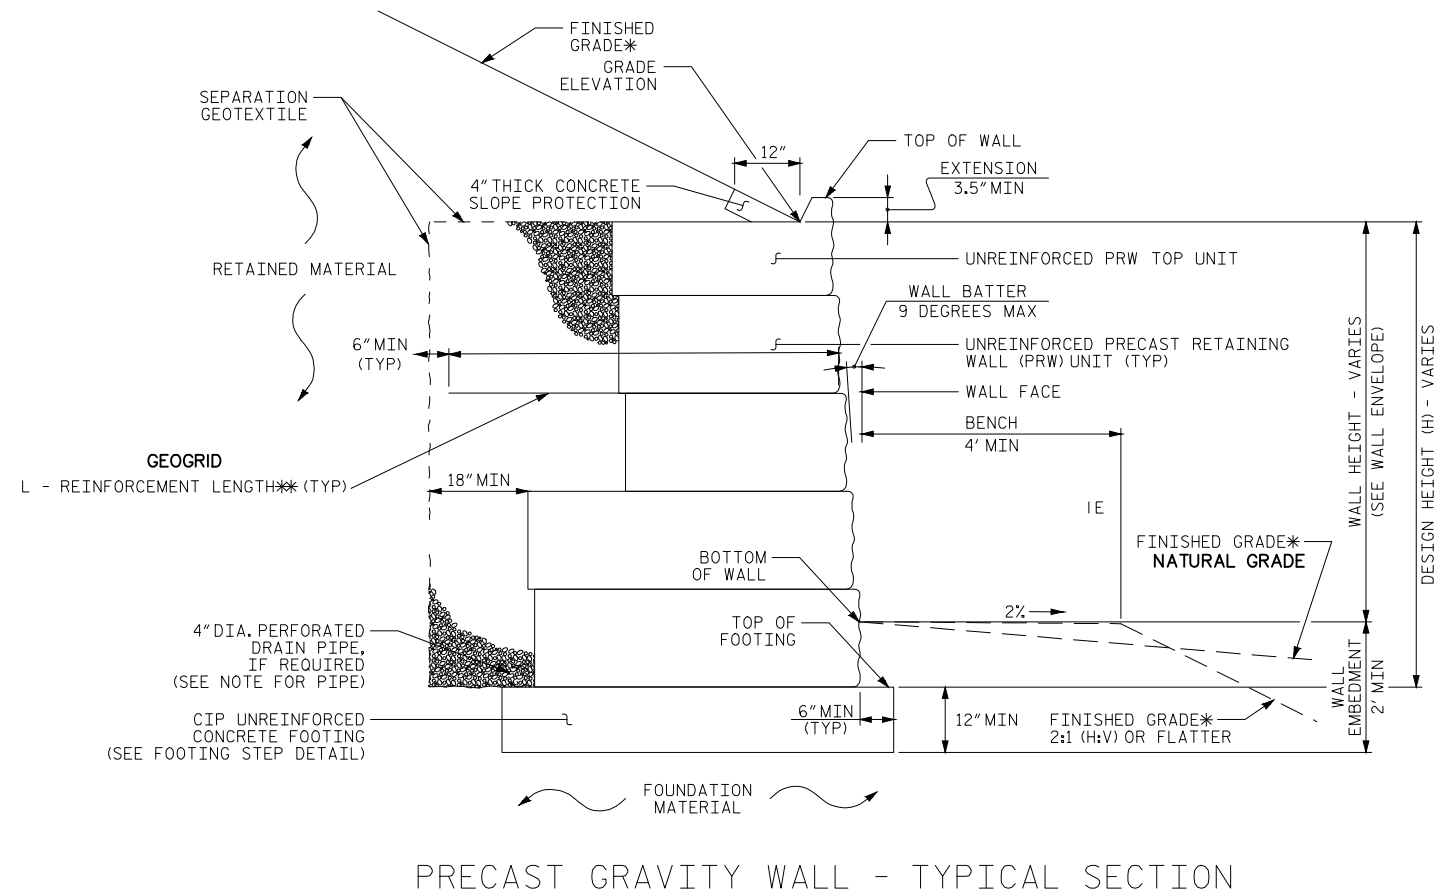 FINISHED
GRADE*
GRADE
ELEVATION
SEPARATION
GEOTEXTILE
TOP OF WALL
12"
EXTENSION
3.5" MIN
4" THICK CONCRETE
SLOPE PROTECTION
RETAINED MATERIAL
UNREINFORCED PRW TOP UNIT
WALL BATTER
9 DEGREES MAX
6" MIN
(TYP)
UNREINFORCED PRECAST RETAINING
WALL (PRW) UNIT (TYP)
WALL FACE
BENCH
4' MIN
GEOGRID
L - REINFORCEMENT LENGTH** (TYP)
18" MIN
IE
WALL HEIGHT - VARIES
(SEE WALL ENVELOPE)
DESIGN HEIGHT (H) - VARIES
FINISHED GRADE*
NATURAL GRADE
BOTTOM
OF WALL
2%
TOP OF
FOOTING
4" DIA. PERFORATED
DRAIN PIPE,
IF REQUIRED
(SEE NOTE FOR PIPE)
WALL
EMBEDMENT
2' MIN
CIP UNREINFORCED
CONCRETE FOOTING
(SEE FOOTING STEP DETAIL)
6" MIN
(TYP)
12" MIN
FINISHED GRADE*
2:1 (H:V) OR FLATTER
FOUNDATION
MATERIAL
PRECAST GRAVITY WALL - TYPICAL SECTION